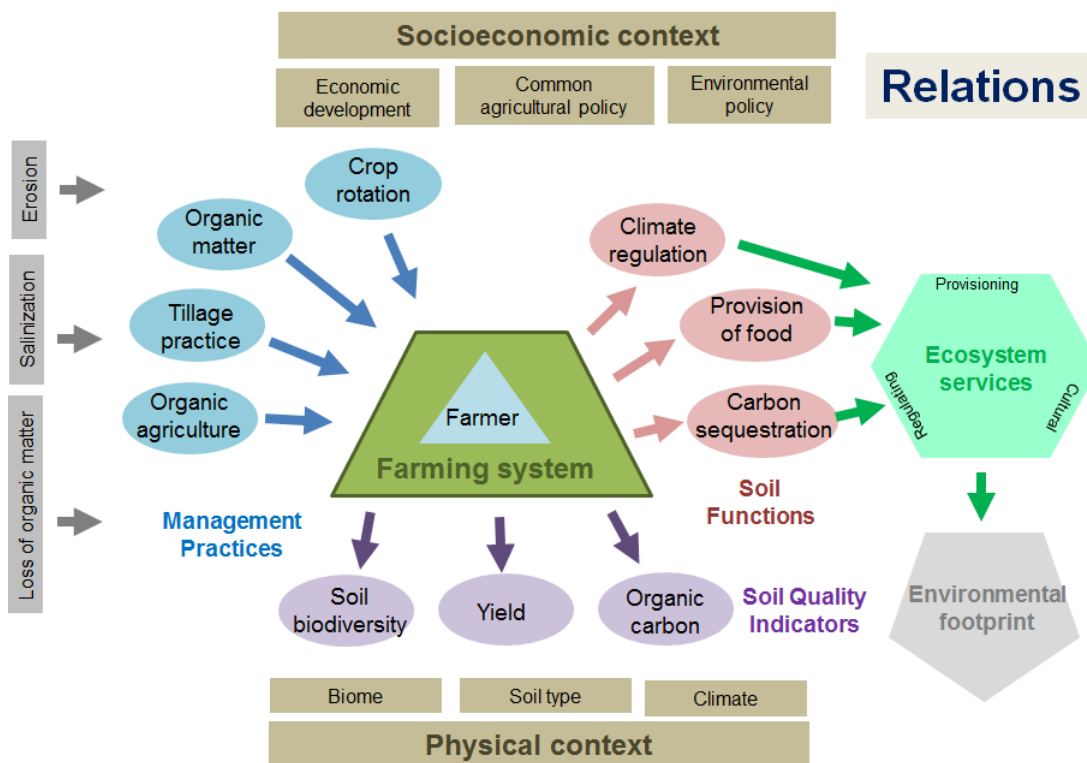 Socioeconomic context
Relations
Economic
development
Common
agricultural policy
Environmental
policy
Erosion
Salinization
Loss of organic matter
Crop
rotation
Organic
matter
Tillage
practice
Organic
agriculture
Management
Practices
Farmer
Farming system
Climate
regulation
Provision
of food
Carbon
sequestration
Soil
Functions
Provisioning
Ecosystem
services
Regulating
Cultural
Environmental
footprint
Soil
biodiversity
Yield
Organic
carbon
Soil Quality
Indicators
Biome
Soil type
Climate
Physical context